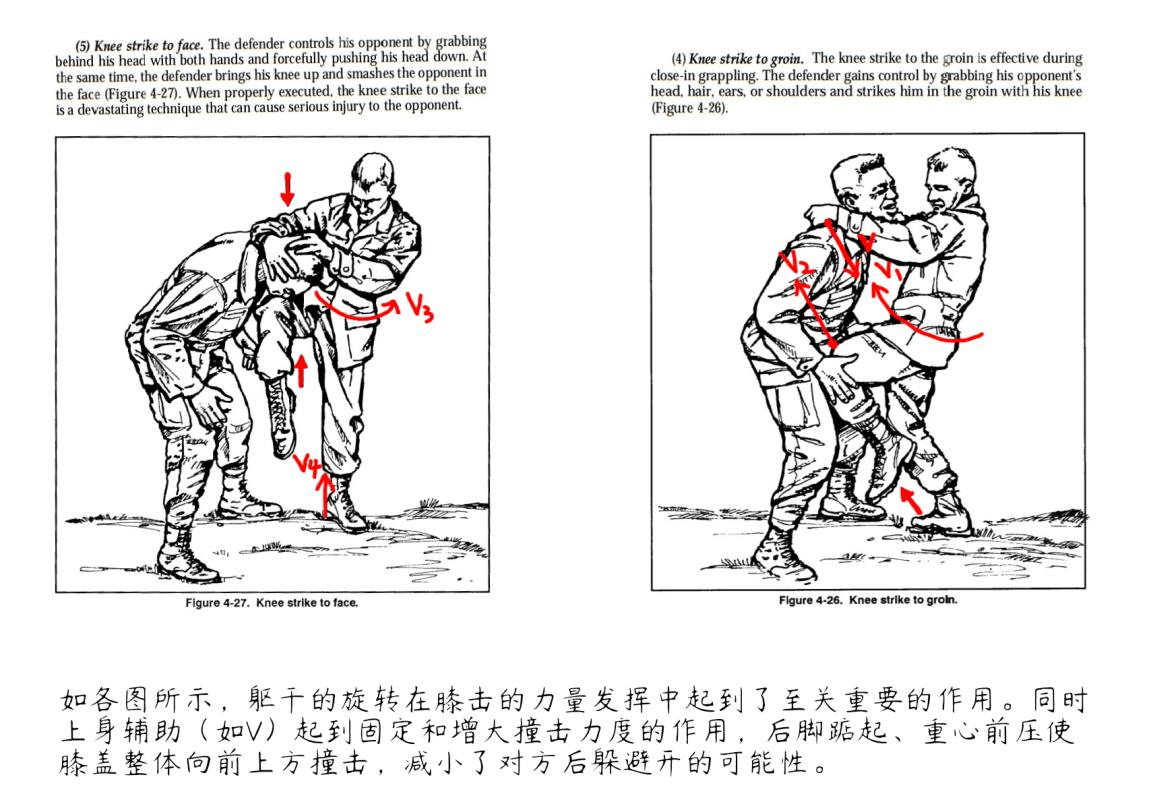 (5) Knee strike to face. The defender controls his opponent by grabbing
behind his head with both hands and forcefully pushing his head down. At
the same time, the defender brings his knee up and smashes the opponent in
the face (Figure 4-27). When properly executed, the knee strike to the face
is a devastating technique that can cause serious injury to the opponent.
V3
V4
Figure 4-27. Knee strike to face.
(4) Knee strike to groin. The knee strike to the groin is effective during
close-in grappling. The defender gains control by grabbing his opponent's
head, hair, ears, or shoulders and strikes him in the groin with his knee
(Figure 4-26).
V
V2
V1
Figure 4-26. Knee strike to groin.
如各图所示，躯干的旋转在膝击的力量发挥中起到了至关重要的作用。同时
上身辅助（如V）起到固定和增大撞击力度的作用，后脚踮起、重心前压使
膝盖整体向前上方撞击，减小了对方后躲避开的可能性。